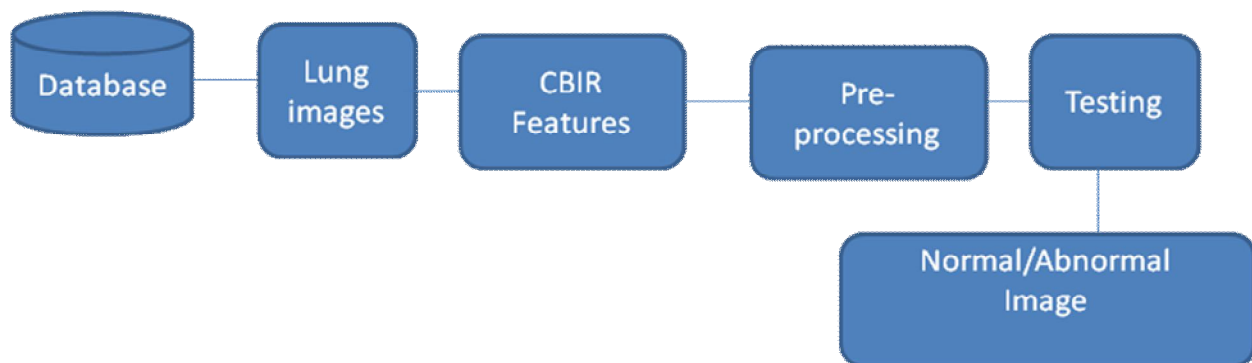 Database
Lung
images
CBIR
Features
Pre-
processing
Testing
Normal/Abnormal
Image